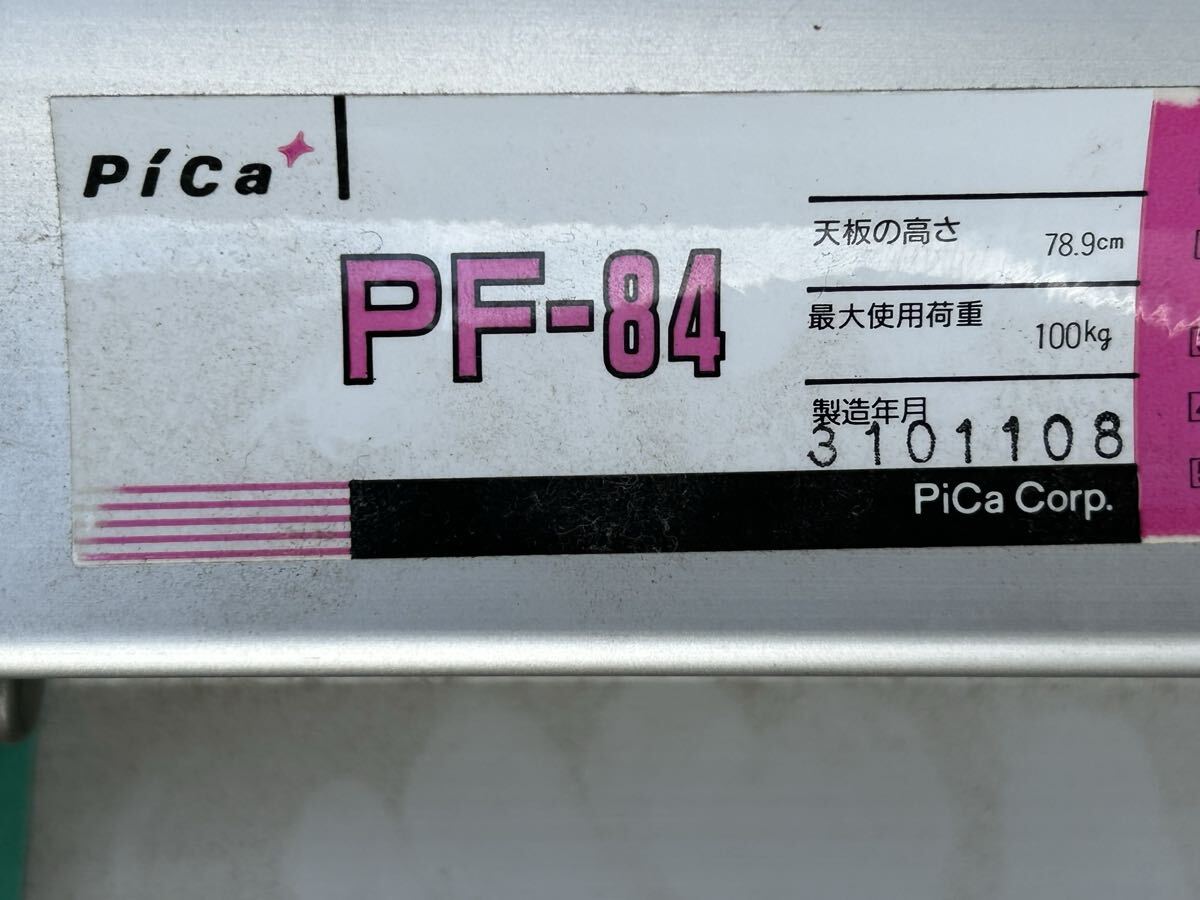 PiCa
PF-84
天板の高さ 78.9cm
最大使用荷重 100kg
製造年月
3101108
PiCa Corp.